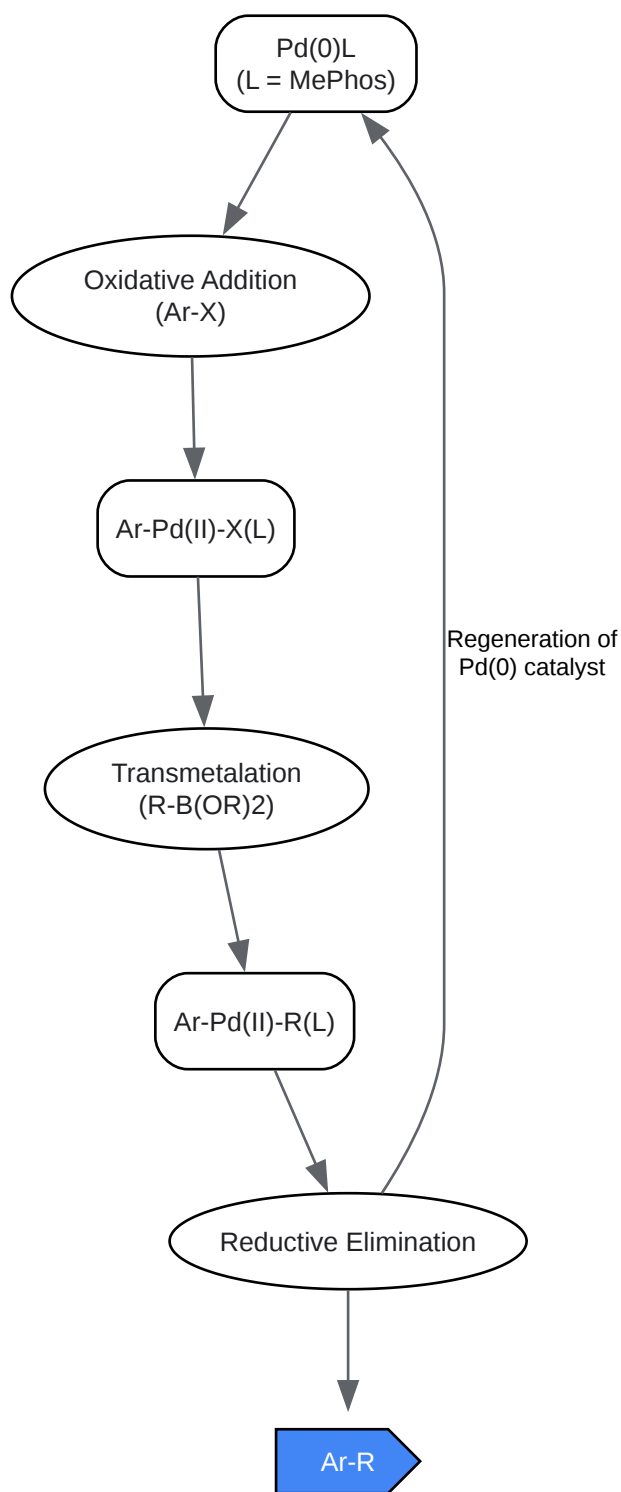 Pd(0)L
(L = MePhos)
Oxidative Addition
(Ar-X)
Ar-Pd(II)-X(L)
Regeneration of
Pd(0) catalyst
Transmetalation
(R-B(OR)2)
Ar-Pd(II)-R(L)
Reductive Elimination
Ar-R